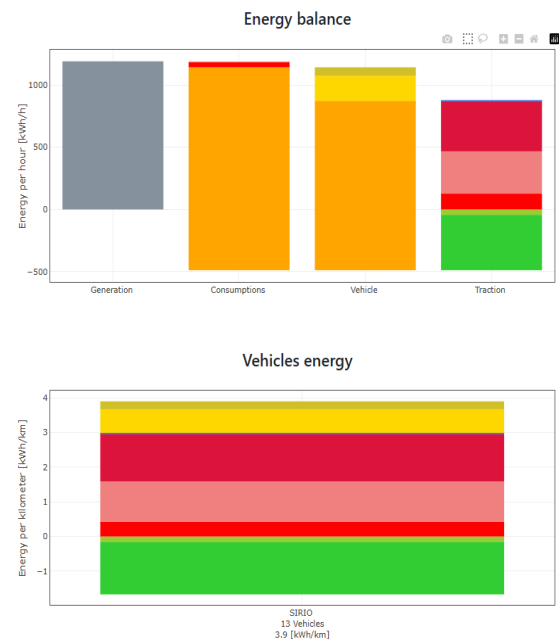 Energy balance
Energy per hour [kWh/h]
1000
500
0
−500
Generation
Consumptions
Vehicle
Traction
Vehicles energy
Energy per kilometer [kWh/km]
4
3
2
1
0
−1
SIRIO
13 Vehicles
3.9 [kWh/km]